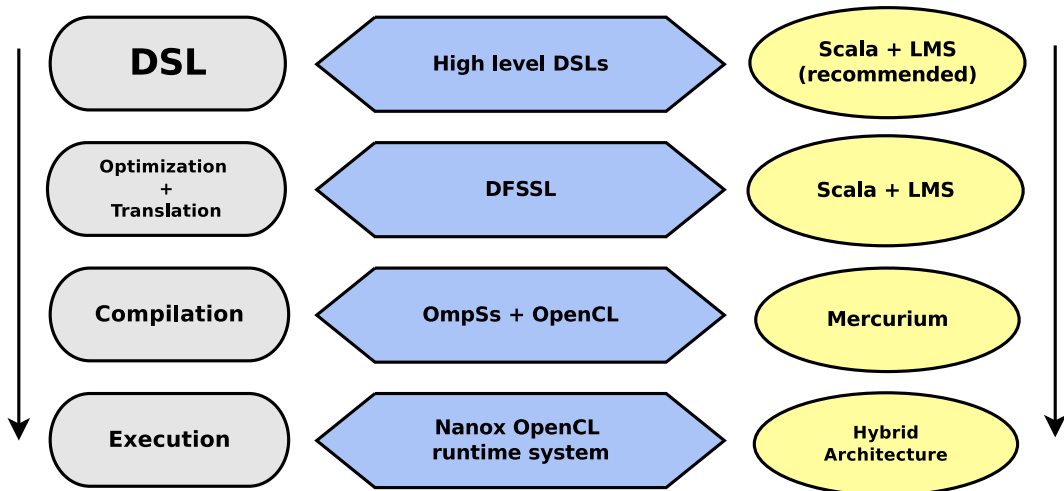 DSL
High level DSLs
Scala + LMS
(recommended)
Optimization
+
Translation
DFSSL
Scala + LMS
Compilation
OmpSs + OpenCL
Mercurium
Execution
Nanox OpenCL
runtime system
Hybrid
Architecture